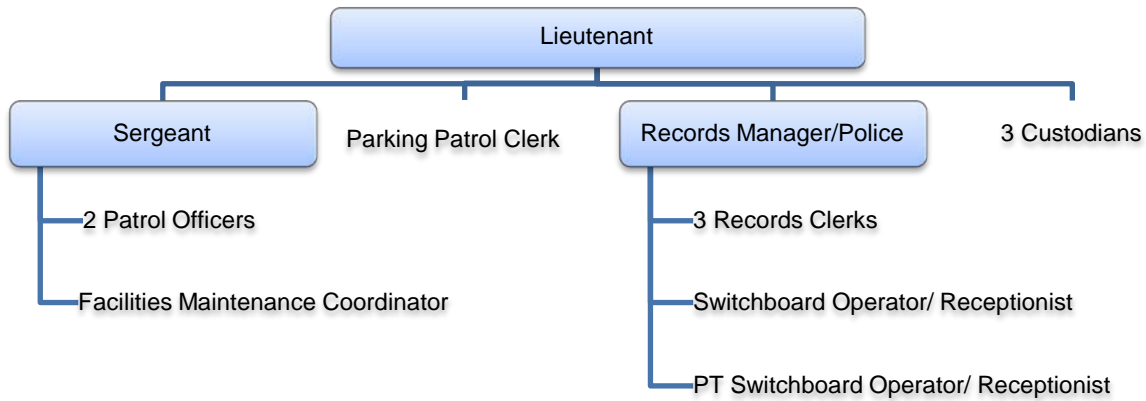 Lieutenant
Sergeant
Parking Patrol Clerk
Records Manager/Police
3 Custodians
2 Patrol Officers
Facilities Maintenance Coordinator
3 Records Clerks
Switchboard Operator/ Receptionist
PT Switchboard Operator/ Receptionist